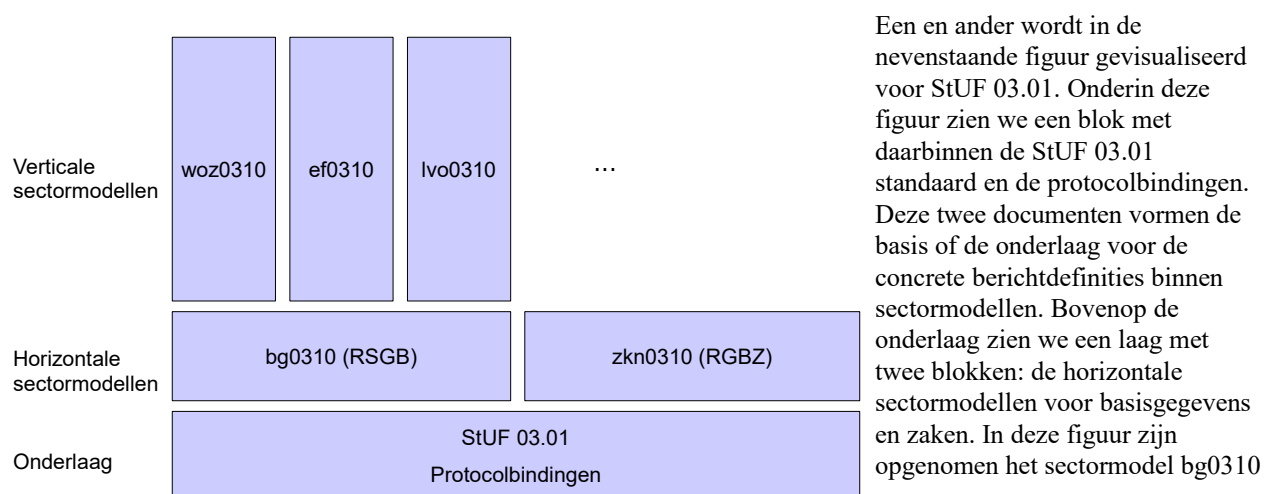 Verticale
sectormodellen
woz0310
ef0310
lvo0310
...
Horizontale
sectormodellen
bg0310 (RSGB)
zkn0310 (RGBZ)
Onderlaag
StUF 03.01
Protocolbindingen
Een en ander wordt in de
nevenstaande figuur gevisualiseerd
voor StUF 03.01. Onderin deze
figuur zien we een blok met
daarbinnen de StUF 03.01
standaard en de protocolbindingen.
Deze twee documenten vormen de
basis of de onderlaag voor de
concrete berichtdefinities binnen
sectormodellen. Bovenop de
onderlaag zien we een laag met
twee blokken: de horizontale
sectormodellen voor basisgegevens
en zaken. In deze figuur zijn
opgenomen het sectormodel bg0310